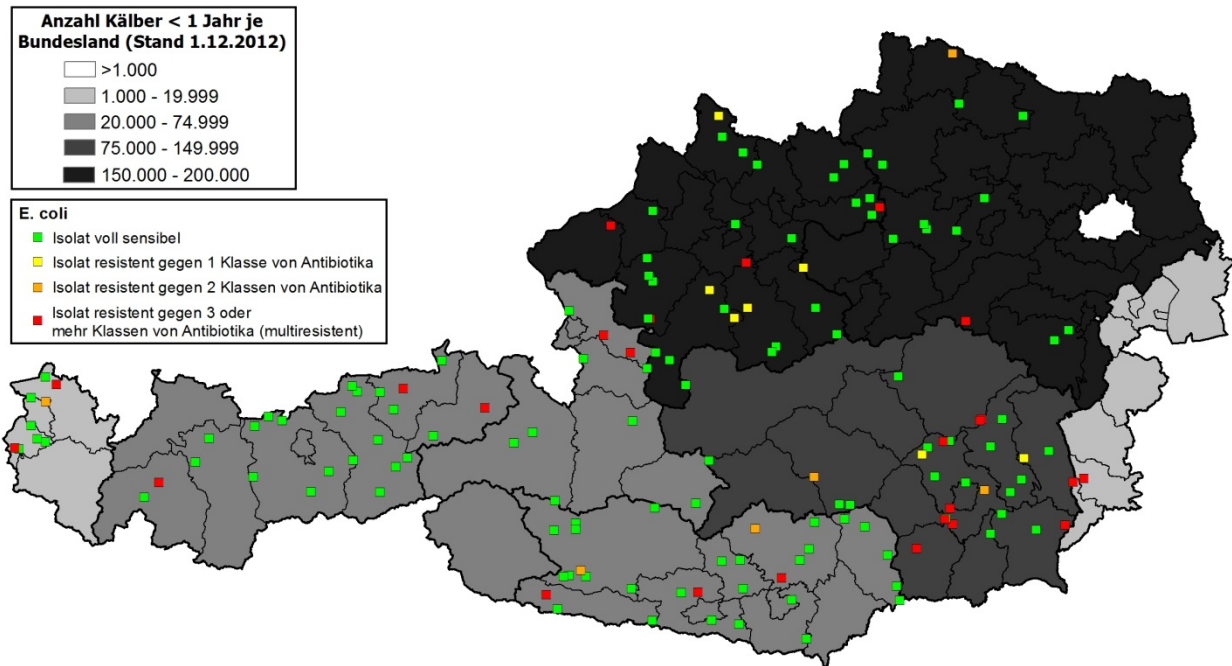 Anzahl Kälber < 1 Jahr je
Bundesland (Stand 1.12.2012)
>1.000
1.000 - 19.999
20.000 - 74.999
75.000 - 149.999
150.000 - 200.000
E. coli
Isolat voll sensibel
Isolat resistent gegen 1 Klasse von Antibiotika
Isolat resistent gegen 2 Klassen von Antibiotika
Isolat resistent gegen 3 oder
mehr Klassen von Antibiotika (multiresistent)